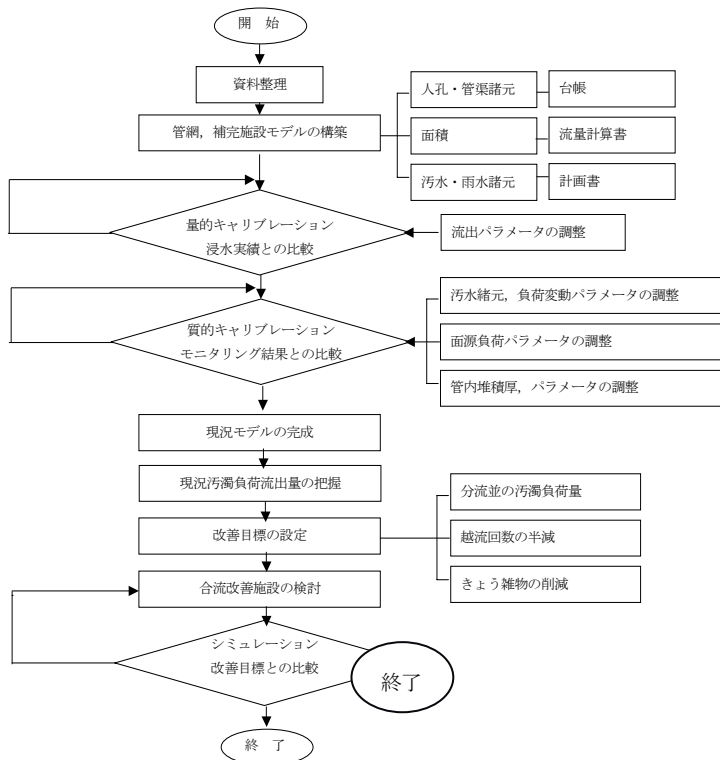 開 始
資料整理
管網，補完施設モデルの構築
人孔・管渠諸元
台帳
面積
流量計算書
汚水・雨水諸元
計画書
量的キャリブレーション
浸水実績との比較
流出パラメータの調整
質的キャリブレーション
モニタリング結果との比較
汚水緒元，負荷変動パラメータの調整
面源負荷パラメータの調整
管内堆積厚，パラメータの調整
現況モデルの完成
現況汚濁負荷流出量の把握
改善目標の設定
分流並の汚濁負荷量
越流回数の半減
きょう雑物の削減
合流改善施設の検討
シミュレーション
改善目標との比較
終了
終 了